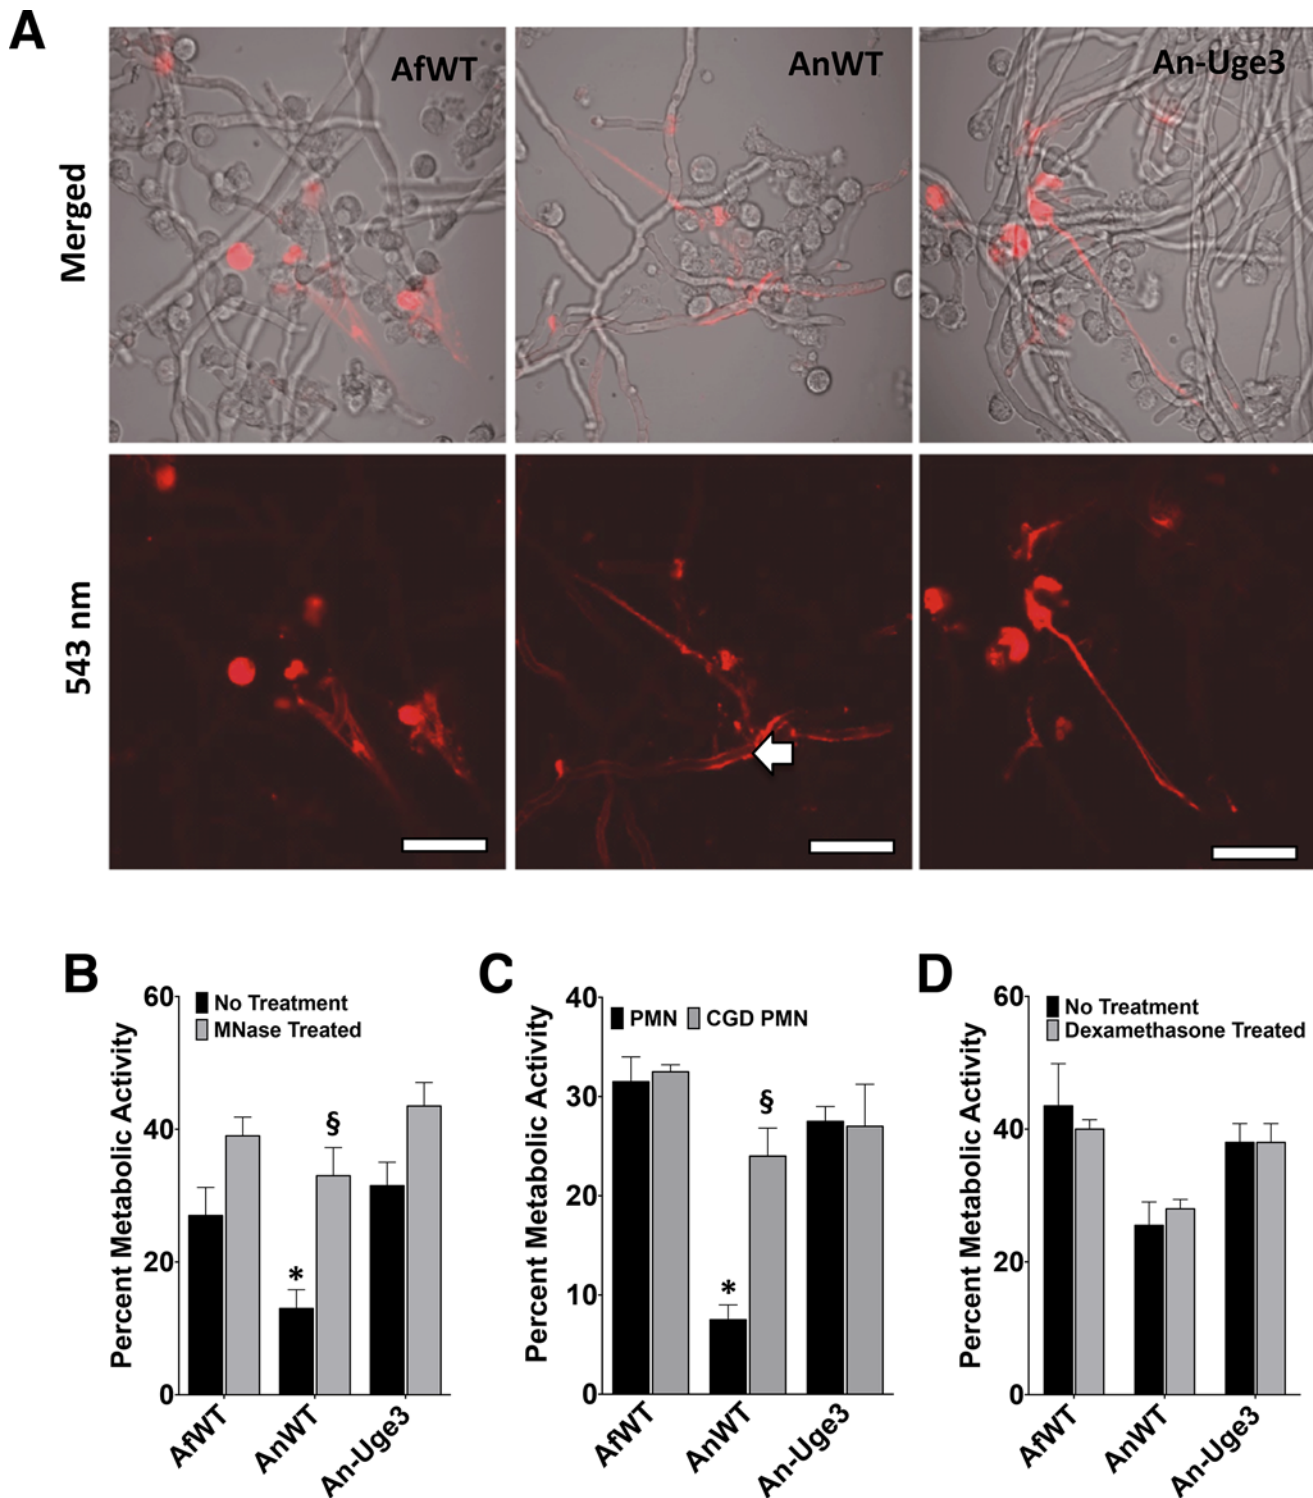 A
AfWT
AnWT
An-Uge3
Merged
543 nm
B
Percent Metabolic Activity
60
40
20
0
No Treatment
MNase Treated
*
§
AfWT
AnWT
An-Uge3
C
Percent Metabolic Activity
40
30
20
10
0
PMN
CGD PMN
*
§
AfWT
AnWT
An-Uge3
D
Percent Metabolic Activity
60
40
20
0
No Treatment
Dexamethasone Treated
AfWT
AnWT
An-Uge3